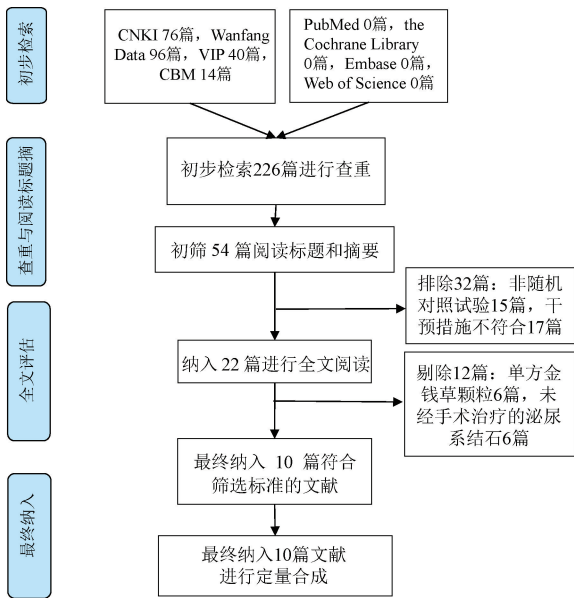 初步检索
CNKI 76篇，Wanfang
Data 96篇，VIP 40篇，
CBM 14篇
PubMed 0篇，the
Cochrane Library
0篇，Embase 0篇，
Web of Science 0篇
查重与阅读标题摘
初步检索226篇进行查重
初筛 54 篇阅读标题和摘要
排除32篇：非随机
对照试验15篇，干
预措施不符合17篇
全文评估
纳入 22 篇进行全文阅读
剔除12篇：单方金
钱草颗粒6篇，未
经手术治疗的泌尿
系结石6篇
最终纳入 10 篇符合
筛选标准的文献
最终纳入
最终纳入10篇文献
进行定量合成